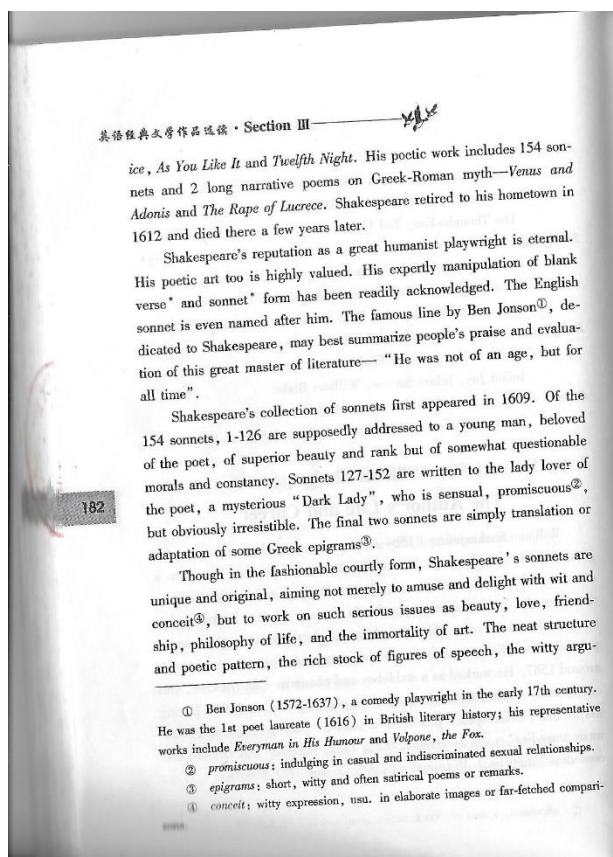 英语经典文学作品选读·Section Ⅲ
ice, As You Like It and Twelfth Night. His poetic work includes 154 son-
nets and 2 long narrative poems on Greek-Roman myth—Venus and
Adonis and The Rape of Lucrece. Shakespeare retired to his hometown in
1612 and died there a few years later.
Shakespeare's reputation as a great humanist playwright is eternal.
His poetic art too is highly valued. His expertly manipulation of blank
verse* and sonnet* form has been readily acknowledged. The English
sonnet is even named after him. The famous line by Ben Jonson①, de-
dicated to Shakespeare, may best summarize people's praise and evalua-
tion of this great master of literature— "He was not of an age, but for
all time".
Shakespeare's collection of sonnets first appeared in 1609. Of the
154 sonnets, 1-126 are supposedly addressed to a young man, beloved
of the poet, of superior beauty and rank but of somewhat questionable
morals and constancy. Sonnets 127-152 are written to the lady lover of
the poet, a mysterious "Dark Lady", who is sensual, promiscuous②,
but obviously irresistible. The final two sonnets are simply translation or
adaptation of some Greek epigrams③.
Though in the fashionable courtly form, Shakespeare's sonnets are
unique and original, aiming not merely to amuse and delight with wit and
conceit④, but to work on such serious issues as beauty, love, friend-
ship, philosophy of life, and the immortality of art. The neat structure
and poetic pattern, the rich stock of figures of speech, the witty argu-
182
① Ben Jonson (1572-1637), a comedy playwright in the early 17th century.
He was the 1st poet laureate (1616) in British literary history; his representative
works include Everyman in His Humour and Volpone, the Fox.
② promiscuous: indulging in casual and indiscriminated sexual relationships.
③ epigrams: short, witty and often satirical poems or remarks.
④ conceit: witty expression, usu. in elaborate images or far-fetched compari-